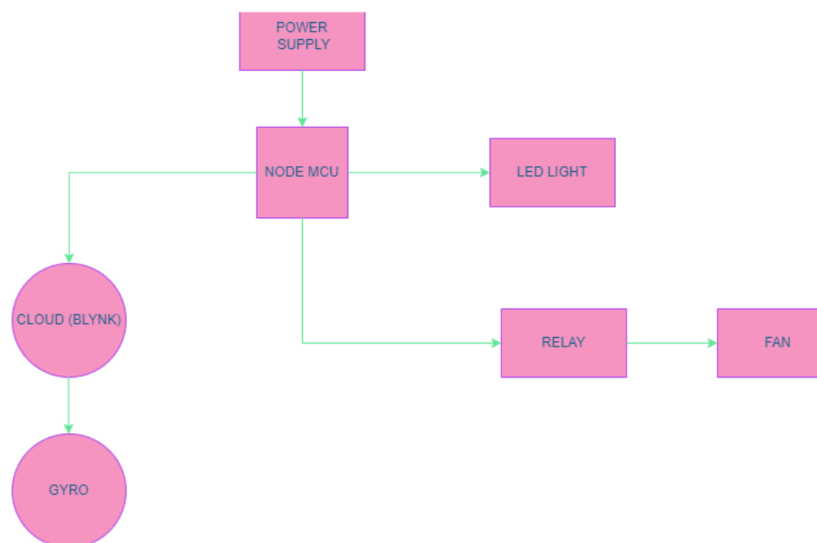 POWER
SUPPLY
NODE MCU
LED LIGHT
CLOUD (BLYNK)
RELAY
FAN
GYRO